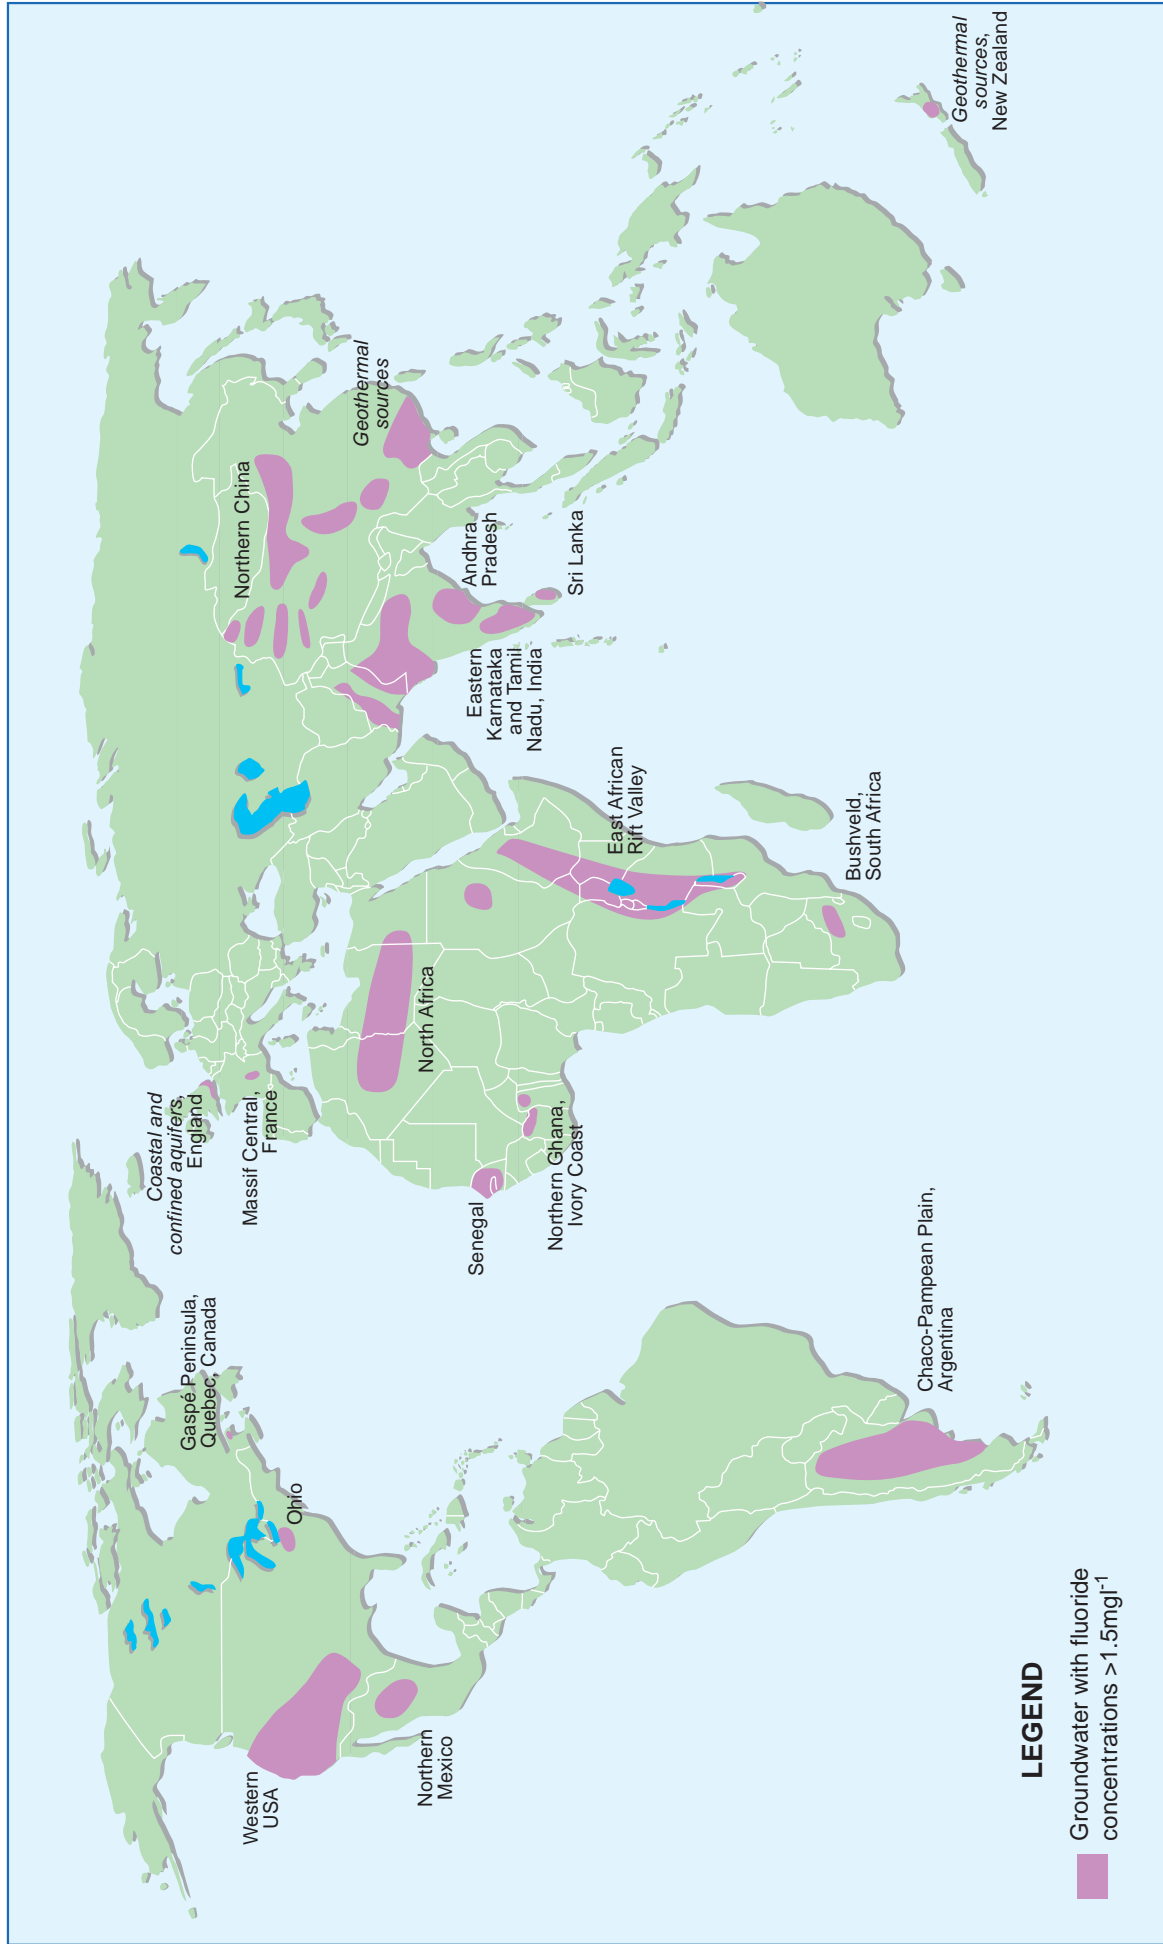 Gaspé Peninsula,
Quebec, Canada
Coastal and
confined aquifers,
England
Massif Central,
France
Western
USA
Ohio
Northern
Mexico
Northern China
Geothermal
sources
North Africa
Senegal
Northern Ghana,
Ivory Coast
Eastern
Karnataka
and Tamil
Nadu, India
Andhra
Pradesh
Sri Lanka
East African
Rift Valley
Bushveld,
South Africa
Chaco-Pampean Plain,
Argentina
Geothermal
sources,
New Zealand
LEGEND
Groundwater with fluoride
concentrations >1.5mgl⁻¹